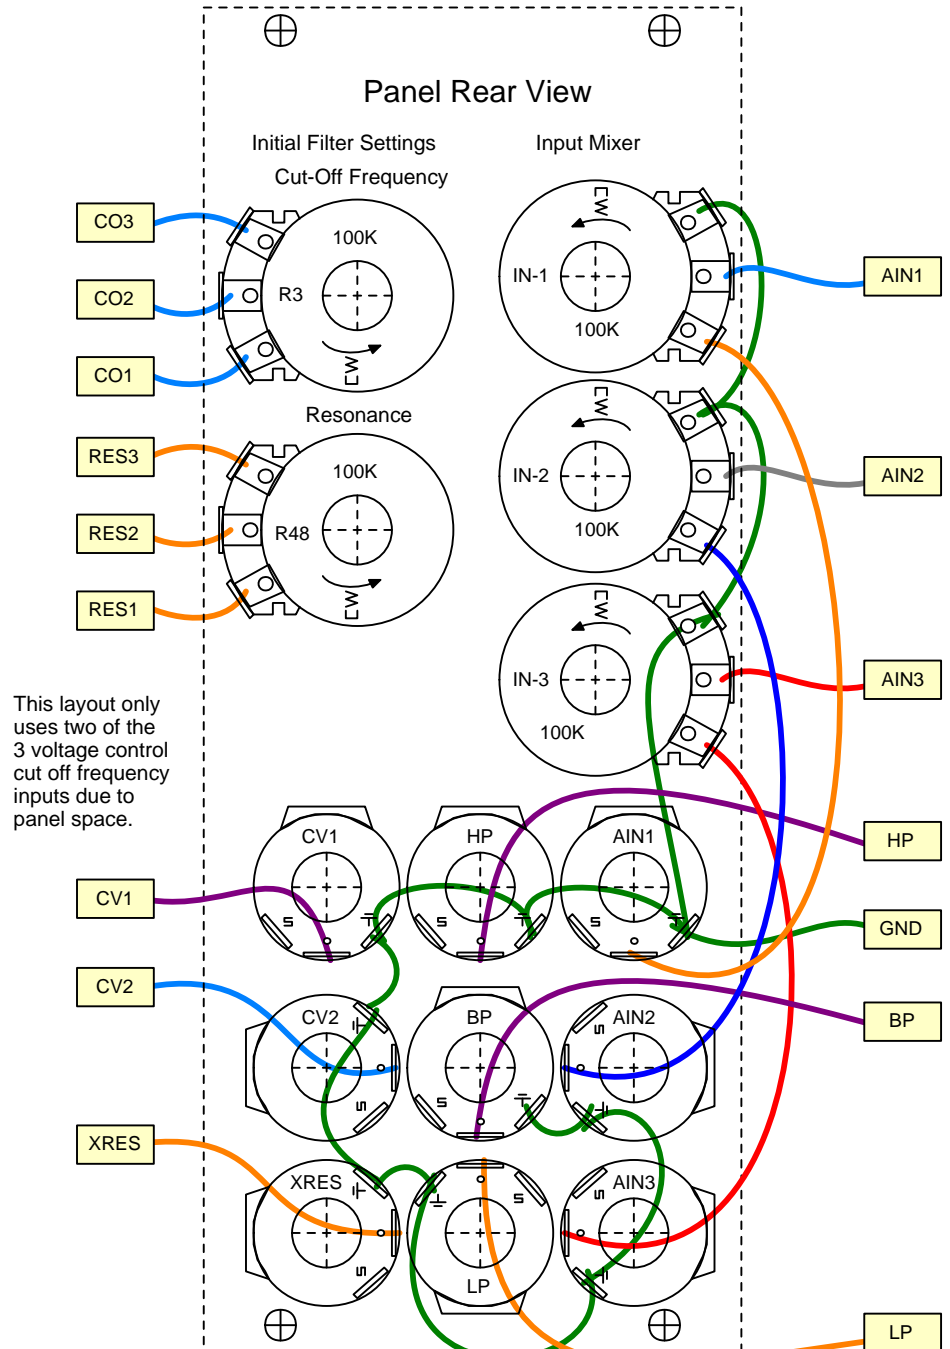 Panel Rear View
Initial Filter Settings
Input Mixer
Cut-Off Frequency
CO3
CO2
CO1
100K
R3
CW
IN-1
CW
100K
AIN1
Resonance
RES3
RES2
RES1
100K
R48
CW
IN-2
CW
100K
AIN2
IN-3
CW
100K
AIN3
This layout only
uses two of the
3 voltage control
cut off frequency
inputs due to
panel space.
CV1
HP
AIN1
HP
CV1
S
S
S
GND
CV2
CV2
BP
AIN2
BP
S
S
S
XRES
XRES
AIN3
S
S
S
LP
LP